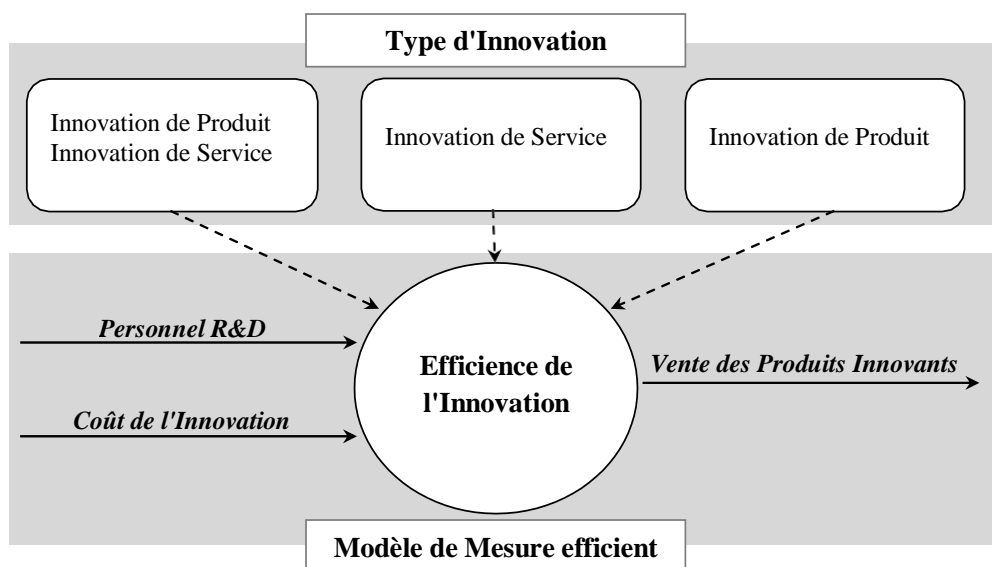 Type d'Innovation
Innovation de Produit
Innovation de Service
Innovation de Service
Innovation de Produit
Personnel R&D
Coût de l'Innovation
Efficience de
l'Innovation
Vente des Produits Innovants
Modèle de Mesure efficient